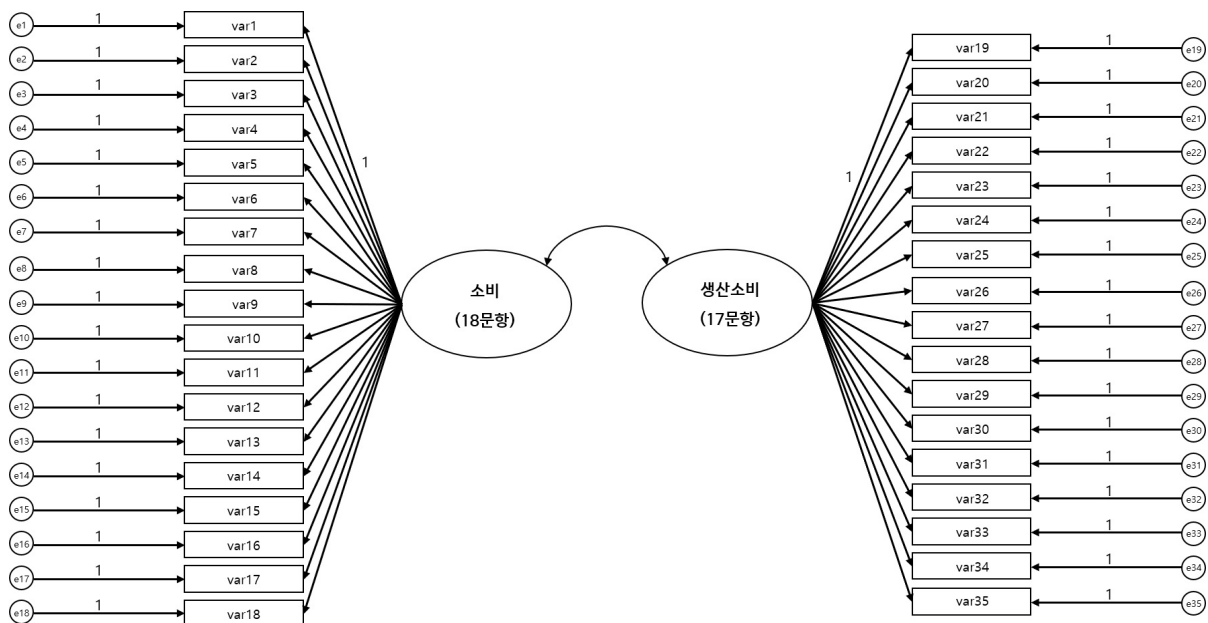 e1 1 var1
e2 1 var2
e3 1 var3
e4 1 var4
e5 1 var5
e6 1 var6
e7 1 var7
e8 1 var8
e9 1 var9
e10 1 var10
e11 1 var11
e12 1 var12
e13 1 var13
e14 1 var14
e15 1 var15
e16 1 var16
e17 1 var17
e18 1 var18
1
소비
(18문항)
생산소비
(17문항)
1
var19 1 e19
var20 1 e20
var21 1 e21
var22 1 e22
var23 1 e23
var24 1 e24
var25 1 e25
var26 1 e26
var27 1 e27
var28 1 e28
var29 1 e29
var30 1 e30
var31 1 e31
var32 1 e32
var33 1 e33
var34 1 e34
var35 1 e35